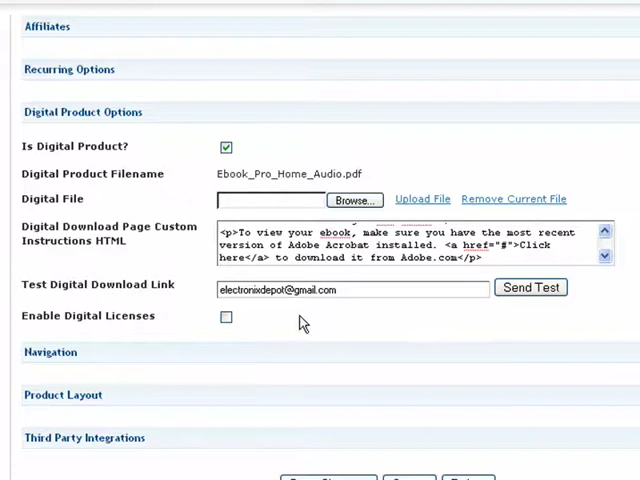 Affiliates
Recurring Options
Digital Product Options
Is Digital Product?
Digital Product Filename Ebook_Pro_Home_Audio.pdf
Digital File Browse... Upload File Remove Current File
Digital Download Page Custom
Instructions HTML
<p>To view your ebook, make sure you have the most recent
version of Adobe Acrobat installed. <a href="#">Click
here</a> to download it from Adobe.com</p>
Test Digital Download Link electronixdepot@gmail.com Send Test
Enable Digital Licenses
Navigation
Product Layout
Third Party Integrations